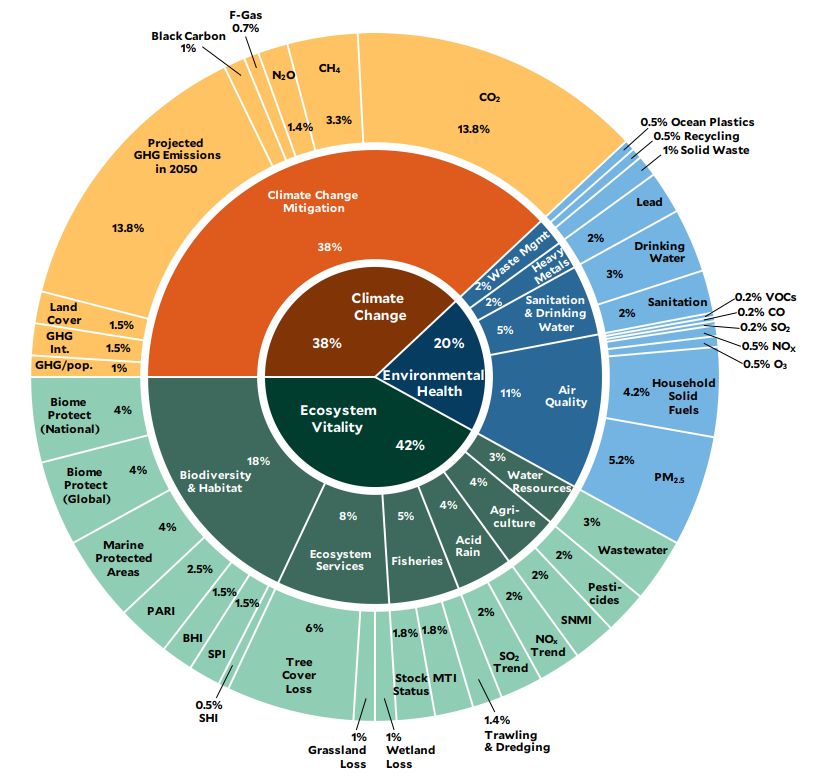 F-Gas
0.7%
Black Carbon
1%
N₂O
1.4%
CH₄
3.3%
CO₂
13.8%
Projected
GHG Emissions
in 2050
13.8%
Land
Cover
1.5%
GHG
Int.
1.5%
GHG/pop.
1%
Climate Change
Mitigation
38%
Climate
Change
38%
0.5% Ocean Plastics
0.5% Recycling
1% Solid Waste
Lead
2%
Drinking
Water
3%
Sanitation
2%
0.2% VOCs
0.2% CO
0.2% SO₂
0.5% NOₓ
0.5% O₃
Household
Solid
Fuels
4.2%
5.2%
PM₂.₅
Waste Mgmt
2%
Heavy
Metals
2%
Sanitation
& Drinking
Water
5%
11%
Air
Quality
20%
Environmental
Health
Ecosystem
Vitality
42%
18%
Biodiversity
& Habitat
8%
Ecosystem
Services
5%
Fisheries
4%
Acid
Rain
4%
Agri-
culture
3%
Water
Resources
Biome
Protect
(National)
4%
4%
Biome
Protect
(Global)
4%
Marine
Protected
Areas
2.5%
PARI
1.5%
BHI
1.5%
SPI
0.5%
SHI
6%
Tree
Cover
Loss
1%
Grassland
Loss
1%
Wetland
Loss
1.8%
Stock
Status
1.8%
MTI
1.4%
Trawling
& Dredging
2%
SO₂
Trend
2%
NOₓ
Trend
2%
SNMI
2%
Pesti-
cides
3%
Wastewater